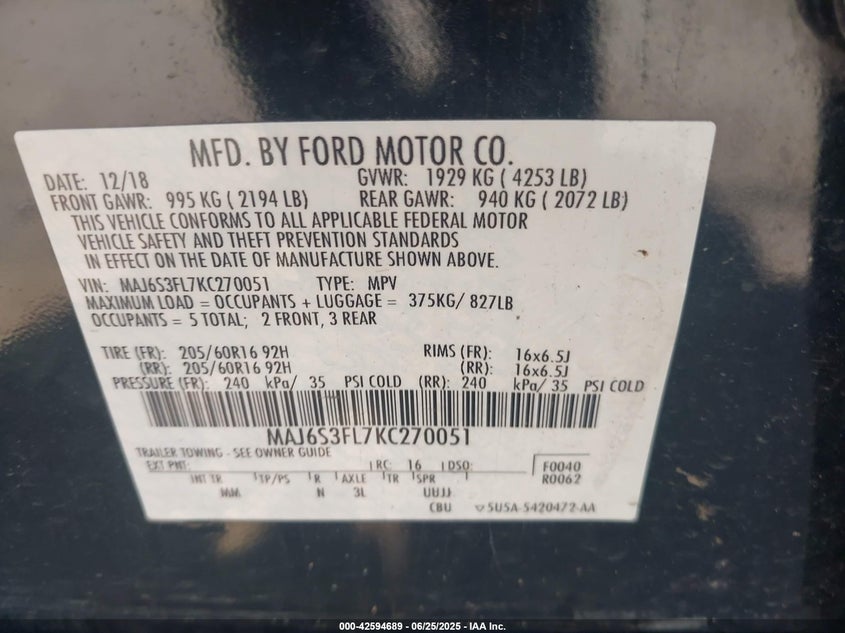 MFD. BY FORD MOTOR CO.
DATE: 12/18 GVWR: 1929 KG ( 4253 LB)
FRONT GAWR: 995 KG ( 2194 LB) REAR GAWR: 940 KG ( 2072 LB)
THIS VEHICLE CONFORMS TO ALL APPLICABLE FEDERAL MOTOR
VEHICLE SAFETY AND THEFT PREVENTION STANDARDS
IN EFFECT ON THE DATE OF MANUFACTURE SHOWN ABOVE.
VIN: MAJ6S3FL7KC270051 TYPE: MPV
MAXIMUM LOAD = OCCUPANTS + LUGGAGE = 375KG/ 827LB
OCCUPANTS = 5 TOTAL; 2 FRONT, 3 REAR
TIRE (FR): 205/60R16 92H RIMS (FR): 16x6.5J
(RR): 205/60R16 92H (RR): 16x6.5J
PRESSURE (FR): 240 kPa/ 35 PSI COLD (RR): 240 kPa/ 35 PSI COLD
MAJ6S3FL7KC270051
TRAILER TOWING - SEE OWNER GUIDE
EXT PNT: RC: 16 DSO: F0040
INT TR TP/PS R AXLE TR SPR R0062
MM N 3L UUJJ
CBU 5U5A-5420472-AA
000-42594689 - 06/25/2025 - IAA Inc.